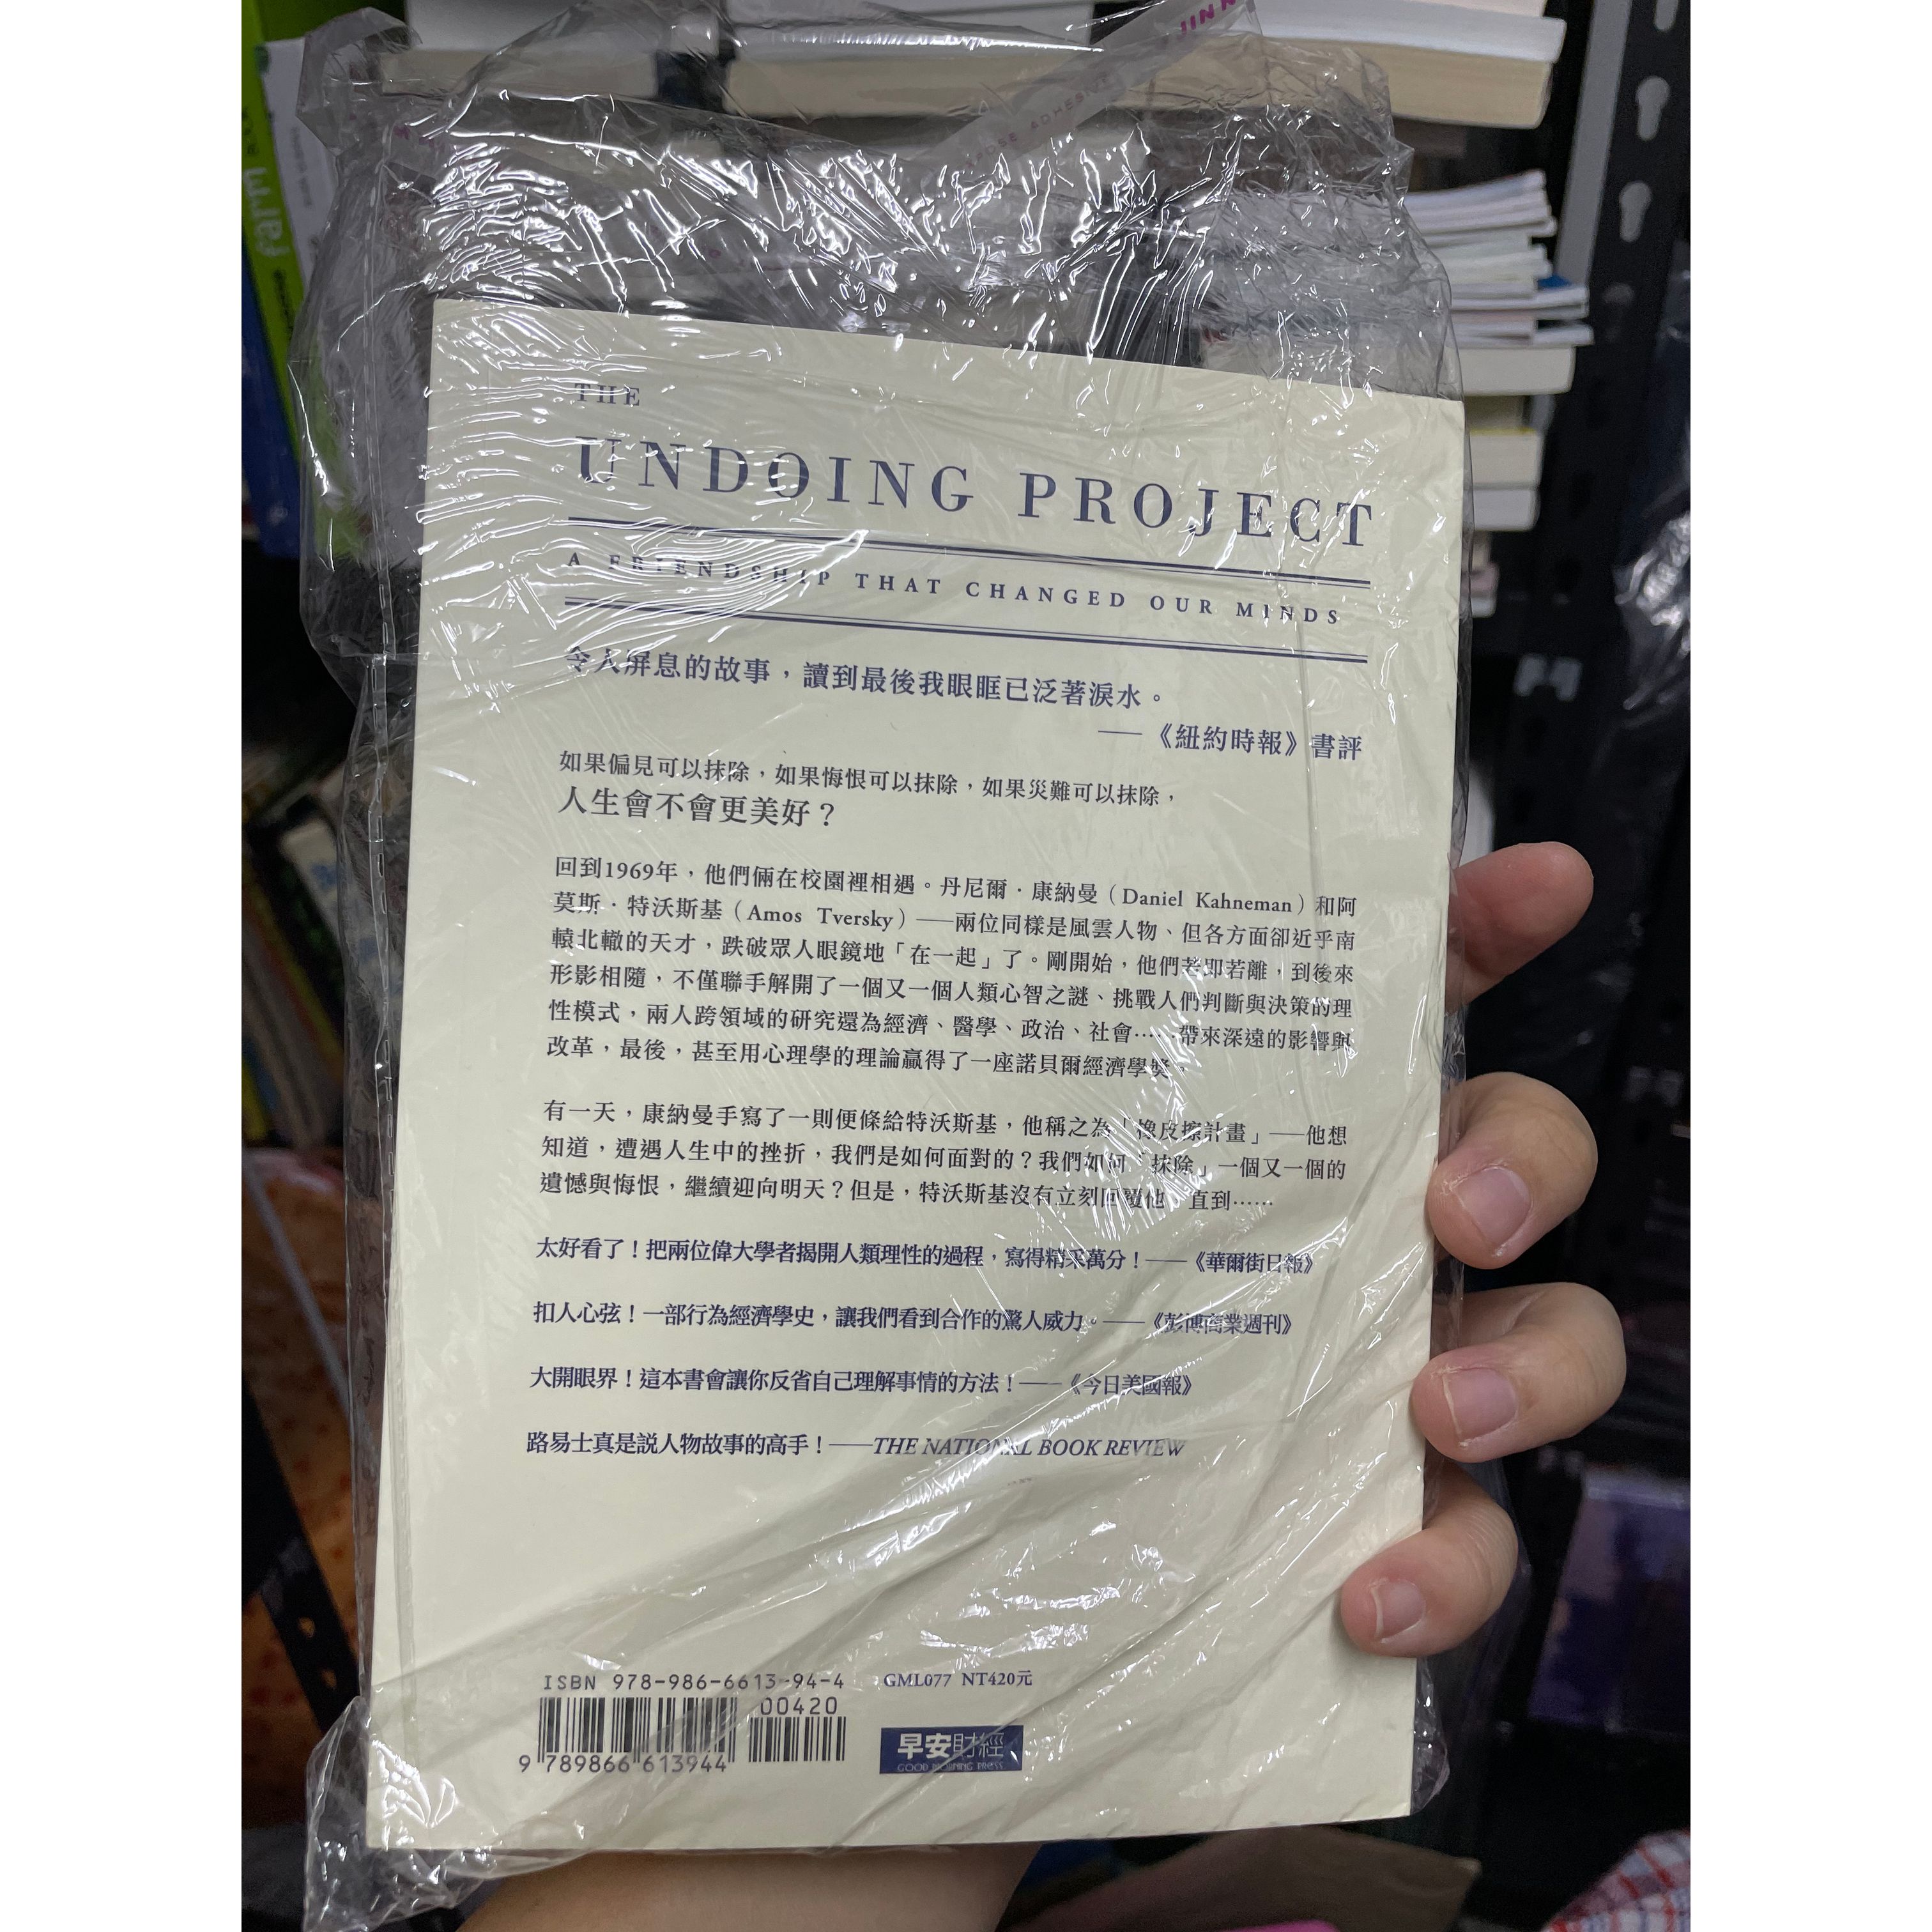 THE
UNDOING PROJECT
A FRIENDSHIP THAT CHANGED OUR MINDS
令人屏息的故事，讀到最後我眼眶已泛著淚水。
——《紐約時報》書評
如果偏見可以抹除，如果悔恨可以抹除，如果災難可以抹除，
人生會不會更美好？
回到1969年，他們倆在校園裡相遇。丹尼爾．康納曼（Daniel Kahneman）和阿
莫斯．特沃斯基（Amos Tversky）——兩位同樣是風雲人物、但各方面卻近乎南
轅北轍的天才，跌破眾人眼鏡地「在一起」了。剛開始，他們若即若離，到後來
形影相隨，不僅聯手解開了一個又一個人類心智之謎、挑戰人們判斷與決策的理
性模式，兩人跨領域的研究還為經濟、醫學、政治、社會……帶來深遠的影響與
改革，最後，甚至用心理學的理論贏得了一座諾貝爾經濟學獎。
有一天，康納曼手寫了一則便條給特沃斯基，他稱之為「橡皮擦計畫」——他想
知道，遭遇人生中的挫折，我們是如何面對的？我們如何「抹除」一個又一個的
遺憾與悔恨，繼續迎向明天？但是，特沃斯基沒有立刻回覆他，直到……
太好看了！把兩位偉大學者揭開人類理性的過程，寫得精采萬分！——《華爾街日報》
扣人心弦！一部行為經濟學史，讓我們看到合作的驚人威力。——《彭博商業週刊》
大開眼界！這本書會讓你反省自己理解事情的方法！——《今日美國報》
路易士真是説人物故事的高手！——THE NATIONAL BOOK REVIEW
ISBN 978-986-6613-94-4 GML077 NT420元
00420
9 789866 613944
早安財經
GOOD MORNING PRESS
farm